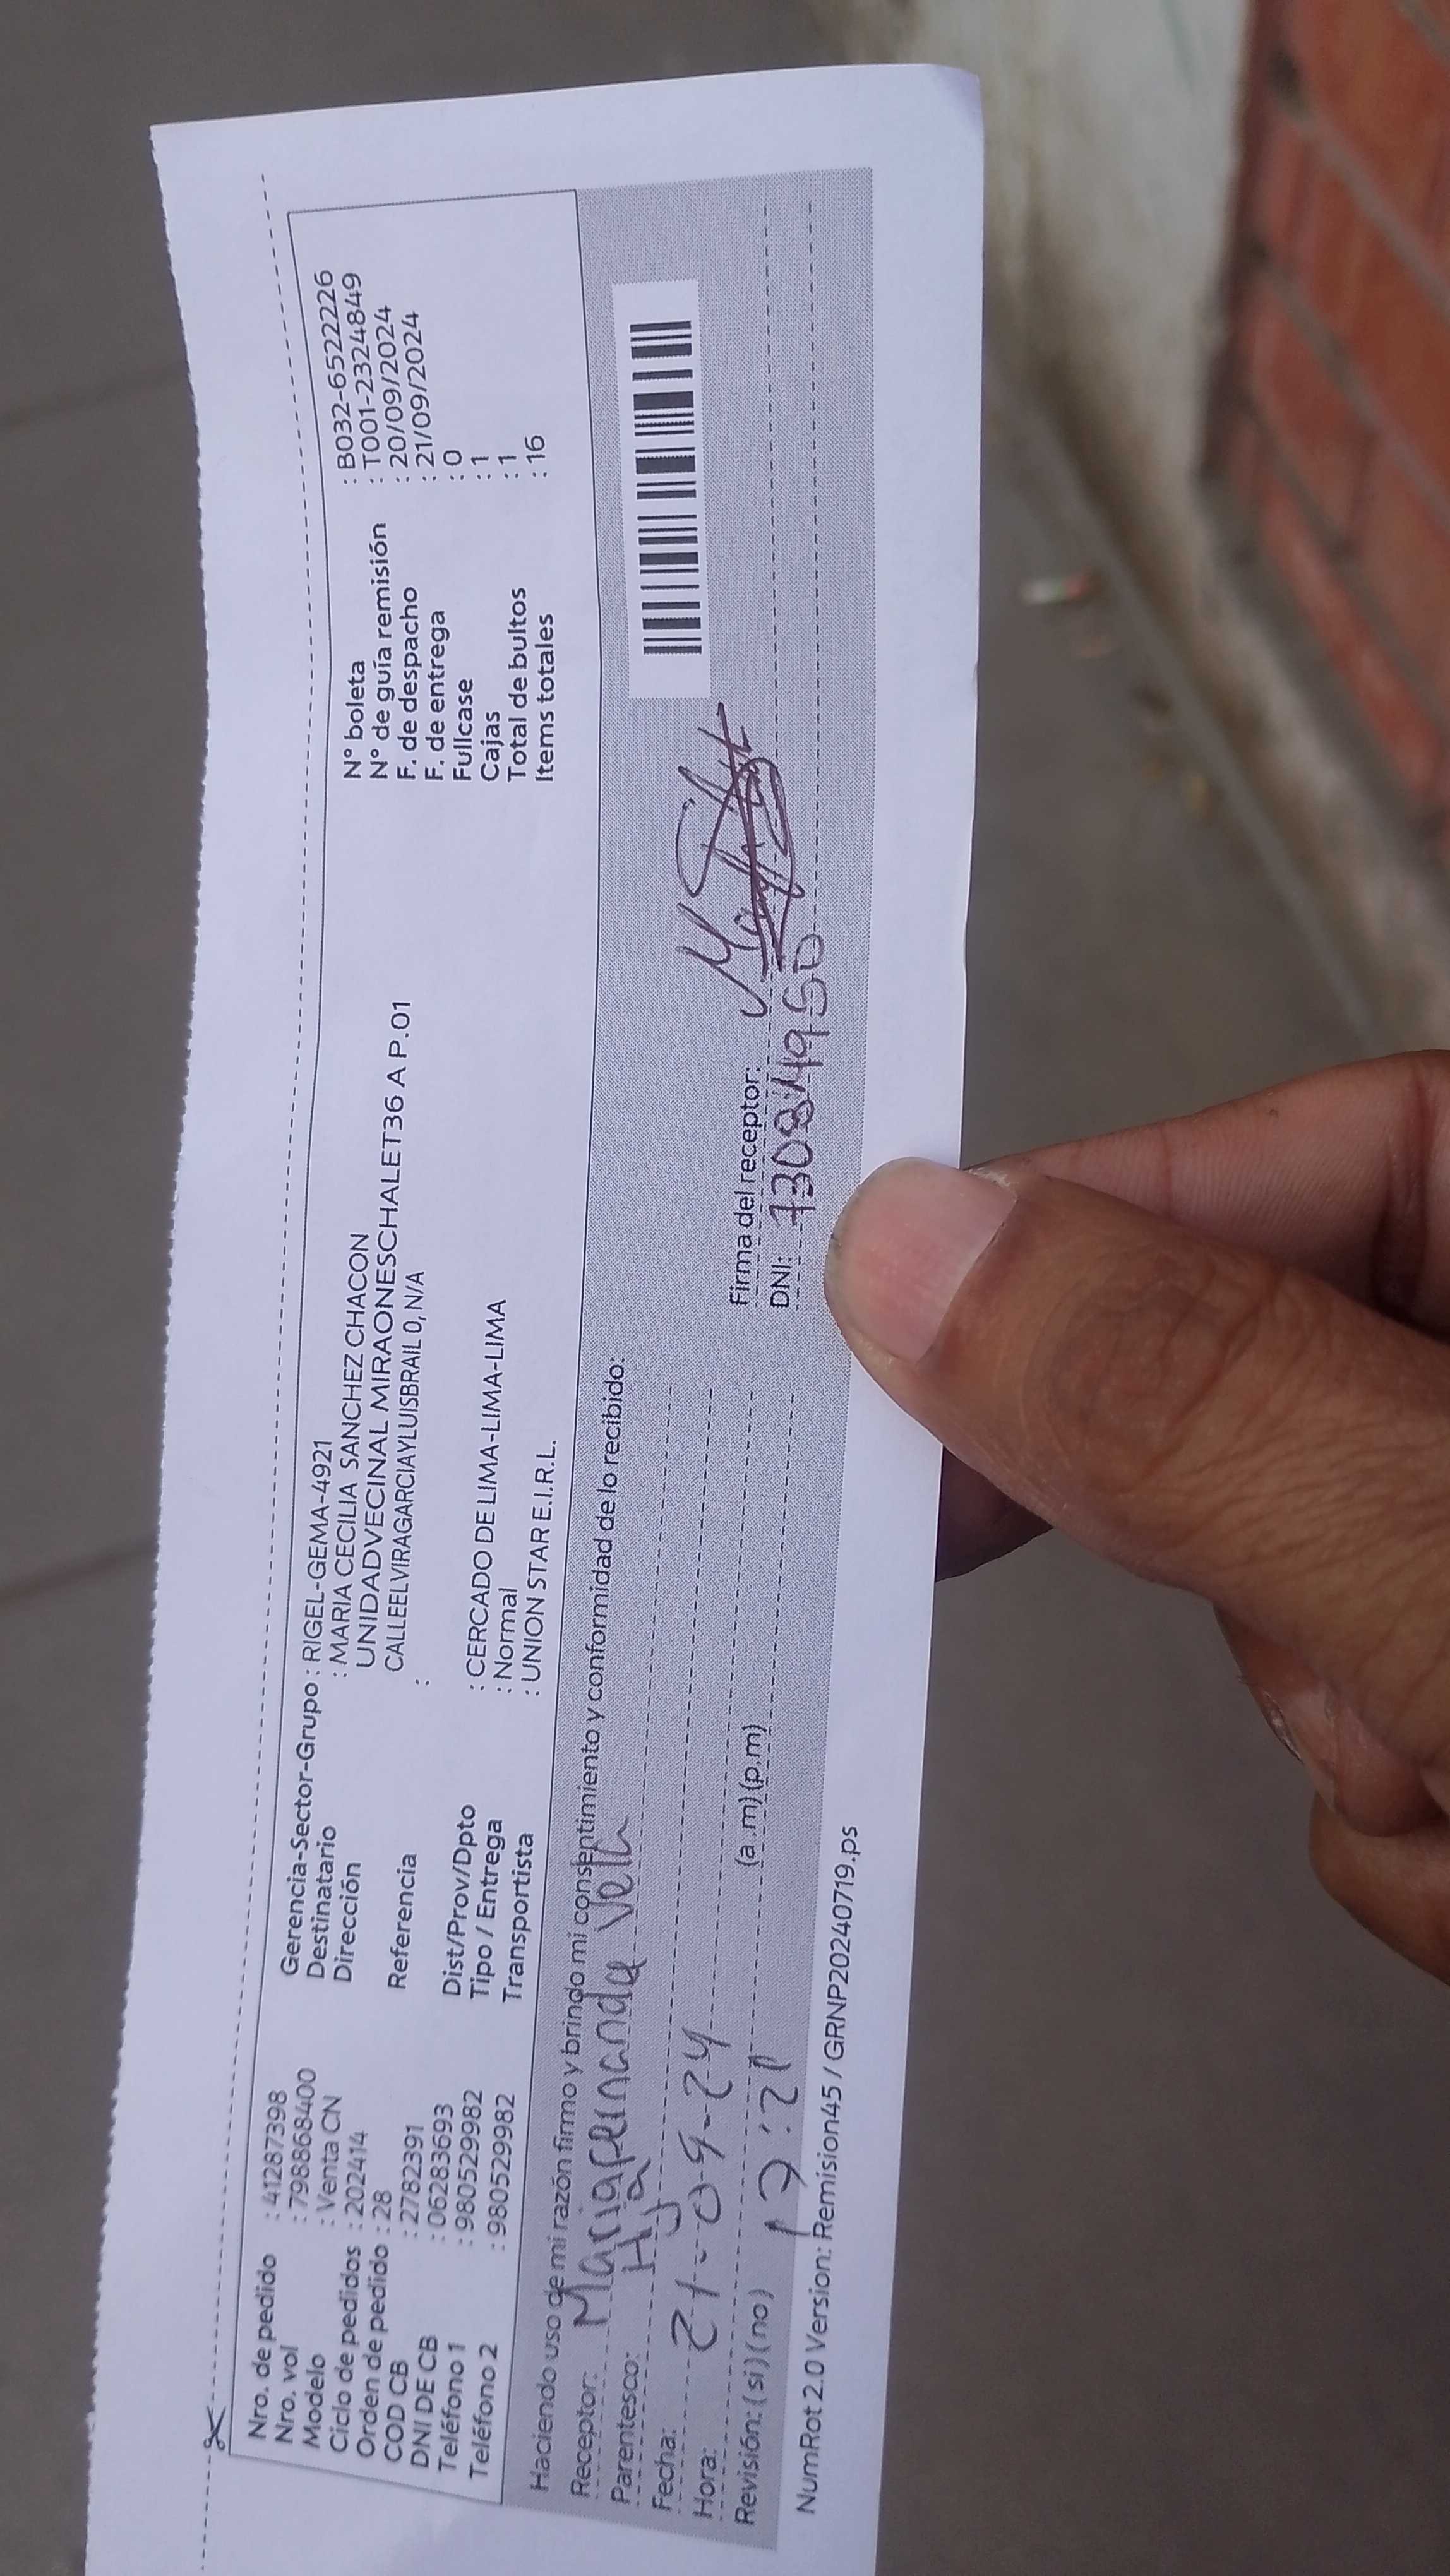 Nro. de pedido : 41287398
Nro. vol : 798868400
Modelo : Venta CN
Ciclo de pedidos : 202414
Orden de pedido : 28
COD CB : 2782391
DNI DE CB : 06283693
Teléfono 1 : 980529982
Teléfono 2 : 980529982
Gerencia-Sector-Grupo : RIGEL-GEMA-4921
Destinatario : MARIA CECILIA SANCHEZ CHACON
Dirección UNIDADVECINAL MIRAONESCHALET36 A P.01
CALLEELVIRAGARCIAYLUISBRAIL 0, N/A
Referencia :
Dist/Prov/Dpto : CERCADO DE LIMA-LIMA-LIMA
Tipo / Entrega : Normal
Transportista : UNION STAR E.I.R.L.
N° boleta : B032-6522226
N° de guía remisión : T001-2324849
F. de despacho : 20/09/2024
F. de entrega : 21/09/2024
Fullcase : 0
Cajas : 1
Total de bultos : 1
Items totales : 16
Haciendo uso de mi razón firmo y brindo mi consentimiento y conformidad de lo recibido:
Receptor: Mariafernanda
Parentesco: Hija
Fecha: 21-09-24
Hora: (a.m) (p.m)
Revisión: (si) (no)
Firma del receptor:
DNI:
NumRot 2.0 Version: Remision45 / GRNP20240719.ps